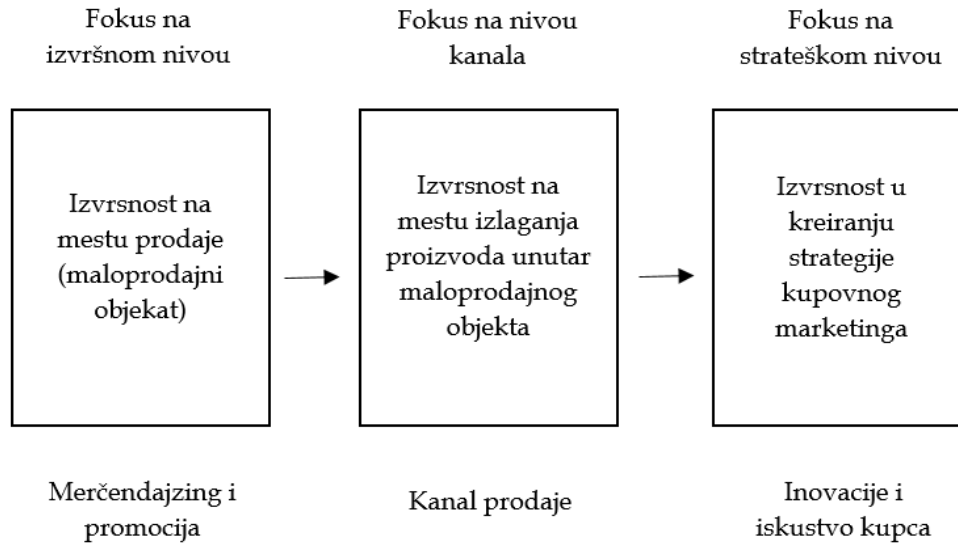 Fokus na
izvršnom nivou
Fokus na nivou
kanala
Fokus na
strateškom nivou
Izvrsnost na
mestu prodaje
(maloprodajni
objekat)
Izvrsnost na
mestu izlaganja
proizvoda unutar
maloprodajnog
objekta
Izvrsnost u
kreiranju
strategije
kupovnog
marketinga
Merčendajzing i
promocija
Kanal prodaje
Inovacije i
iskustvo kupca